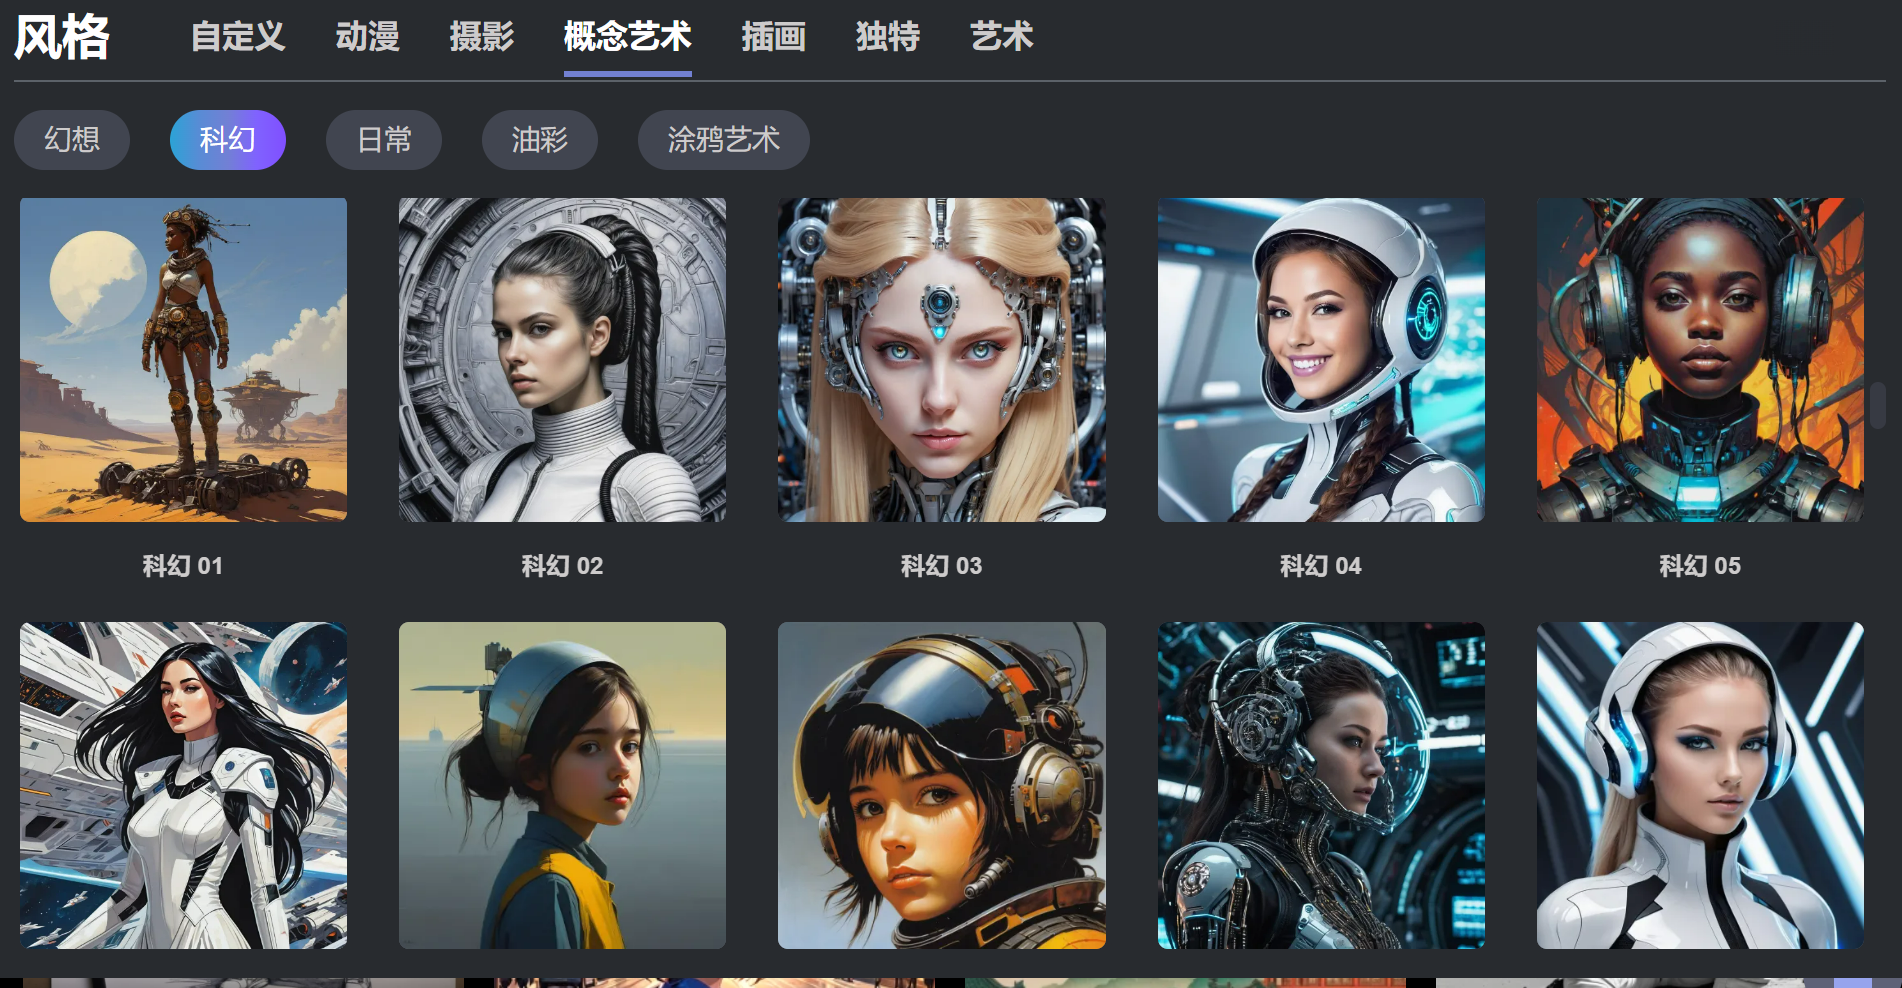 风格 自定义 动漫 摄影 概念艺术 插画 独特 艺术
幻想 科幻 日常 油彩 涂鸦艺术
科幻 01 科幻 02 科幻 03 科幻 04 科幻 05